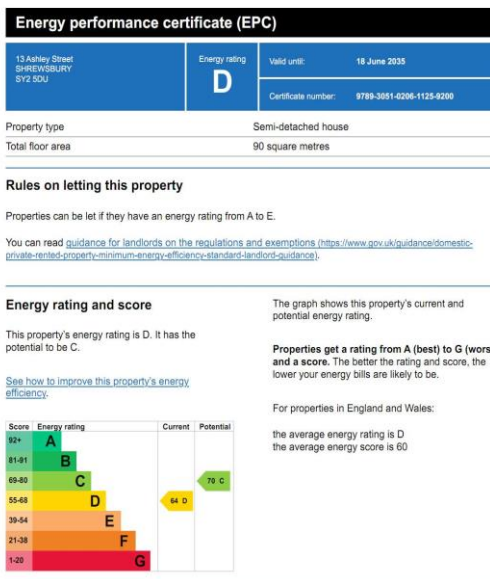 Energy performance certificate (EPC)
13 Ashley Street
SHREWSBURY
SY2 5DU
Energy rating
D
Valid until: 18 June 2035
Certificate number: 9789-3051-0206-1125-9200
Property type Semi-detached house
Total floor area 90 square metres
Rules on letting this property
Properties can be let if they have an energy rating from A to E.
You can read guidance for landlords on the regulations and exemptions (https://www.gov.uk/guidance/domestic-
private-rented-property-minimum-energy-efficiency-standard-landlord-guidance).
Energy rating and score
This property's energy rating is D. It has the
potential to be C.
See how to improve this property's energy
efficiency.
Score Energy rating Current Potential
92+ A
81-91 B
69-80 C 70 C
55-68 D 64 D
39-54 E
21-38 F
1-20 G
The graph shows this property's current and
potential energy rating.
Properties get a rating from A (best) to G (wors
and a score. The better the rating and score, the
lower your energy bills are likely to be.
For properties in England and Wales:
the average energy rating is D
the average energy score is 60